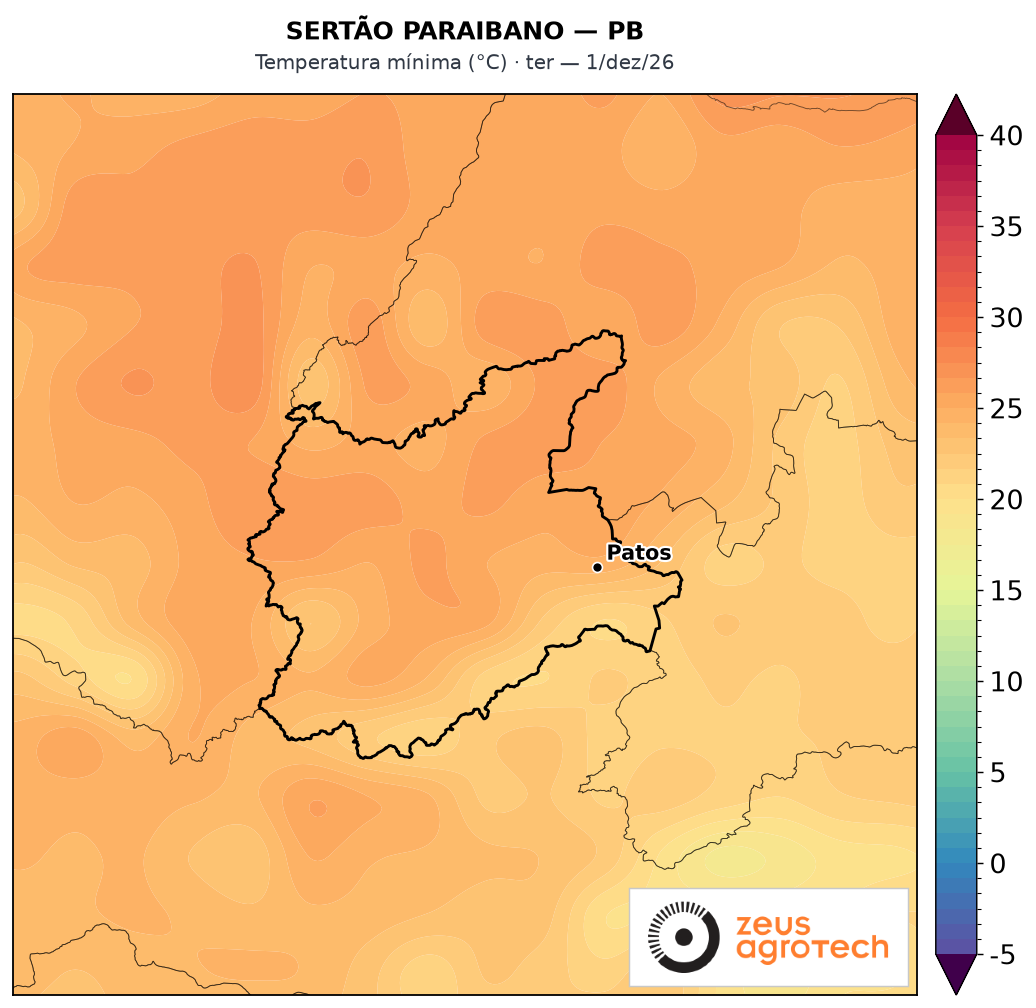 SERTÃO PARAIBANO — PB
Temperatura mínima (°C) · ter — 1/dez/26
40
35
30
25
20
15
10
5
0
-5
Patos
zeus
agrotech